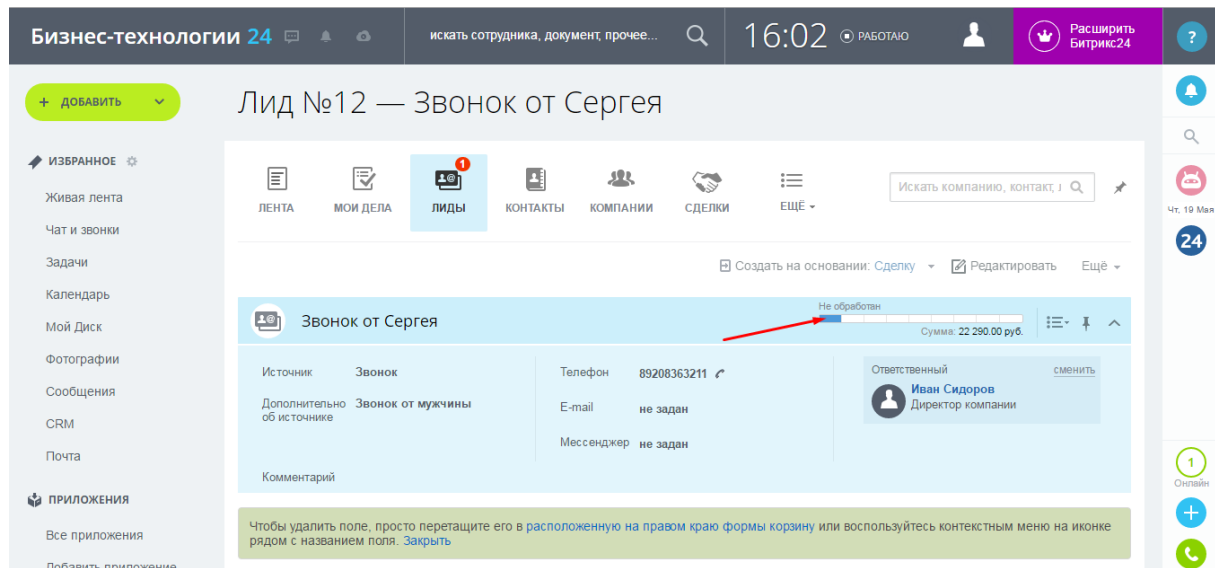 Бизнес-технологии 24
искать сотрудника, документ, прочее...
16:02 РАБОТАЮ
Расширить
Битрикс24
?
+ ДОБАВИТЬ
Лид №12 — Звонок от Сергея
ИЗБРАННОЕ
Живая лента
Чат и звонки
Задачи
Календарь
Мой Диск
Фотографии
Сообщения
CRM
Почта
ПРИЛОЖЕНИЯ
Все приложения
Добавить приложение
ЛЕНТА
МОИ ДЕЛА
1
ЛИДЫ
КОНТАКТЫ
КОМПАНИИ
СДЕЛКИ
ЕЩЁ
Искать компанию, контакт,
Создать на основании: Сделку
Редактировать
Ещё
Звонок от Сергея
Не обработан
Сумма: 22 290.00 руб.
Источник Звонок
Дополнительно Звонок от мужчины
об источнике
Комментарий
Телефон 89208363211
E-mail не задан
Мессенджер не задан
Ответственный сменить
Иван Сидоров
Директор компании
Чтобы удалить поле, просто перетащите его в расположенную на правом краю формы корзину или воспользуйтесь контекстным меню на иконке
рядом с названием поля. Закрыть
Чт, 19 Мая
24
1
Онлайн